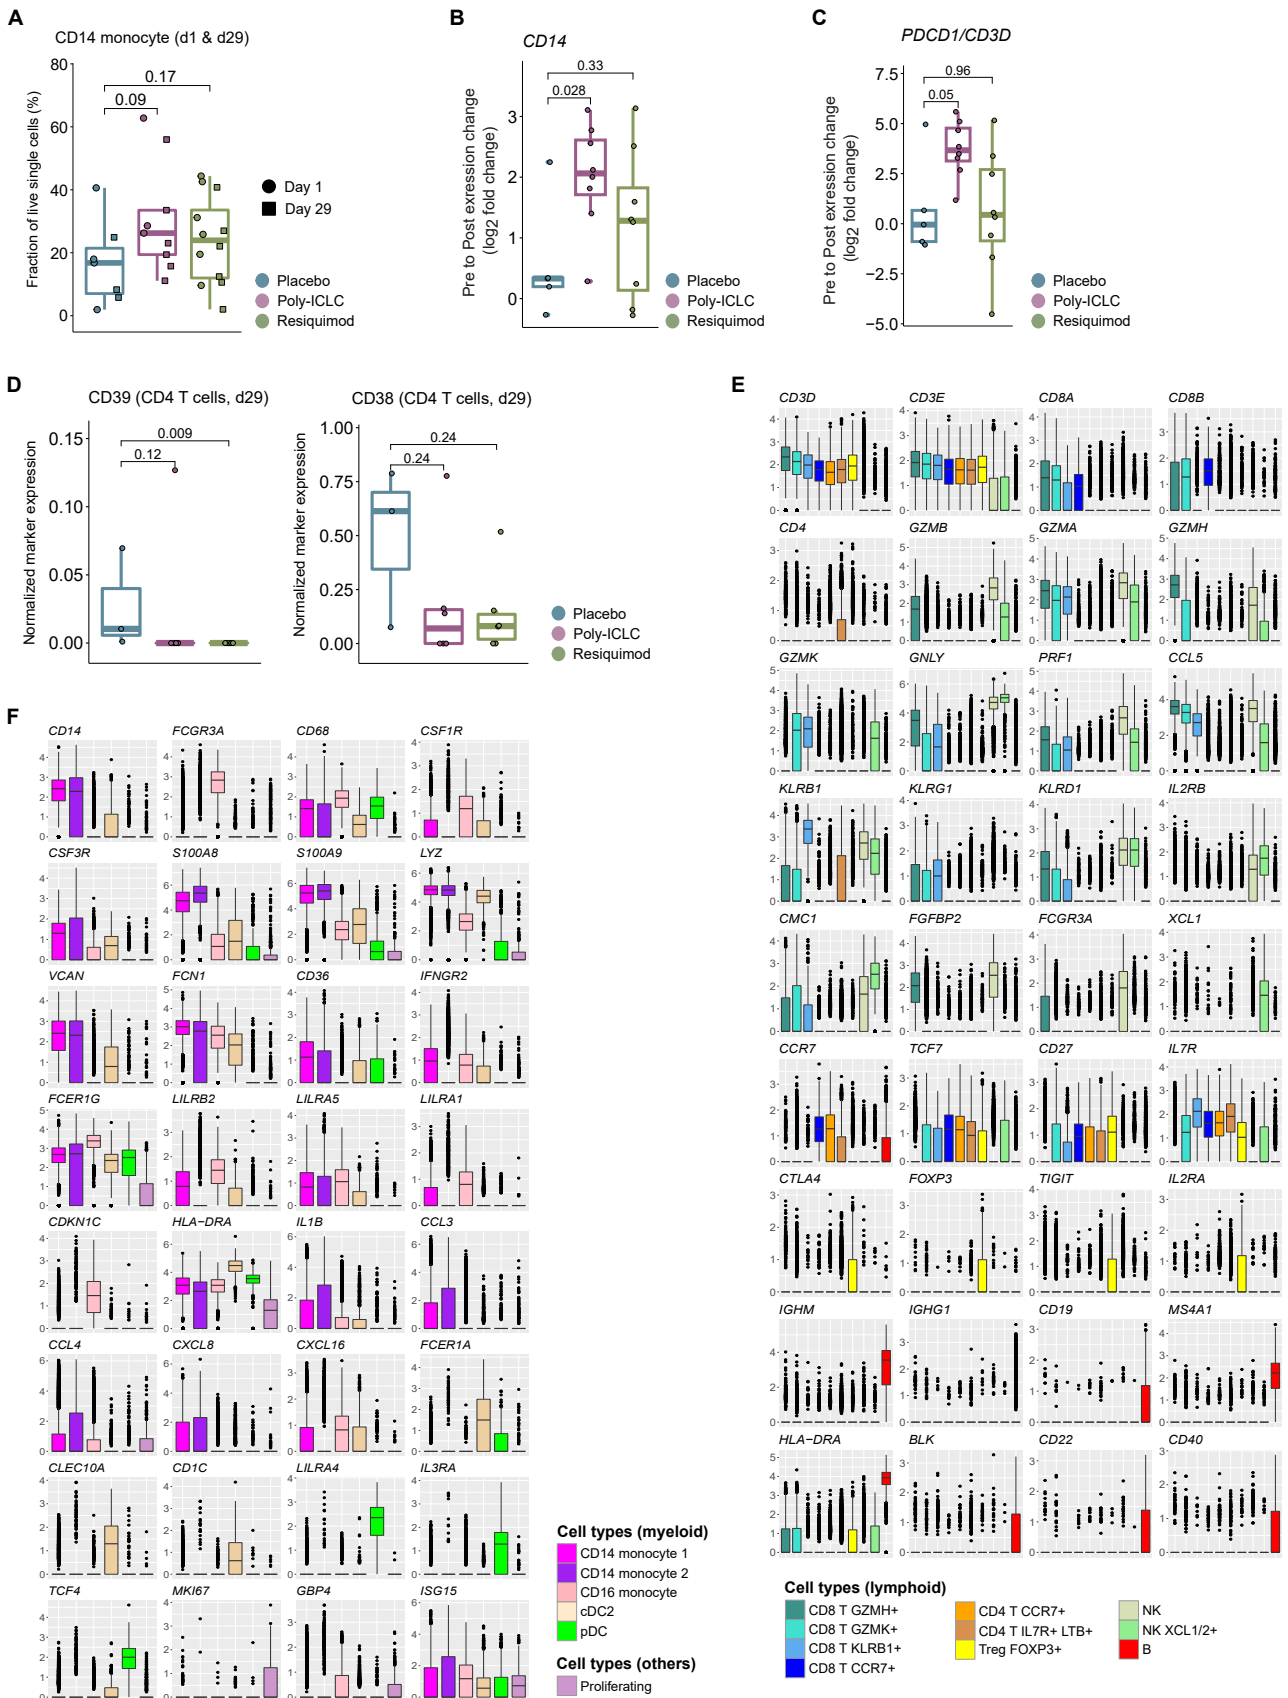 A
CD14 monocyte (d1 & d29)
Fraction of live single cells (%)
80
60
40
20
0
0.17
0.09
Day 1
Day 29
Placebo
Poly-ICLC
Resiquimod
B
CD14
Pre to Post expression change
(log2 fold change)
3
2
1
0
0.33
0.028
Placebo
Poly-ICLC
Resiquimod
C
PDCD1/CD3D
Pre to Post expression change
(log2 fold change)
7.5
5.0
2.5
0.0
−2.5
−5.0
0.96
0.05
Placebo
Poly-ICLC
Resiquimod
D
CD39 (CD4 T cells, d29)
Normalized marker expression
0.15
0.10
0.05
0.00
0.009
0.12
CD38 (CD4 T cells, d29)
Normalized marker expression
1.00
0.75
0.50
0.25
0.00
0.24
0.24
Placebo
Poly-ICLC
Resiquimod
E
CD3D CD3E CD8A CD8B
CD4 GZMB GZMA GZMH
GZMK GNLY PRF1 CCL5
KLRB1 KLRG1 KLRD1 IL2RB
CMC1 FGFBP2 FCGR3A XCL1
CCR7 TCF7 CD27 IL7R
CTLA4 FOXP3 TIGIT IL2RA
IGHM IGHG1 CD19 MS4A1
HLA−DRA BLK CD22 CD40
Cell types (lymphoid)
CD8 T GZMH+
CD8 T GZMK+
CD8 T KLRB1+
CD8 T CCR7+
CD4 T CCR7+
CD4 T IL7R+ LTB+
Treg FOXP3+
NK
NK XCL1/2+
B
F
CD14 FCGR3A CD68 CSF1R
CSF3R S100A8 S100A9 LYZ
VCAN FCN1 CD36 IFNGR2
FCER1G LILRB2 LILRA5 LILRA1
CDKN1C HLA−DRA IL1B CCL3
CCL4 CXCL8 CXCL16 FCER1A
CLEC10A CD1C LILRA4 IL3RA
TCF4 MKI67 GBP4 ISG15
Cell types (myeloid)
CD14 monocyte 1
CD14 monocyte 2
CD16 monocyte
cDC2
pDC
Cell types (others)
Proliferating